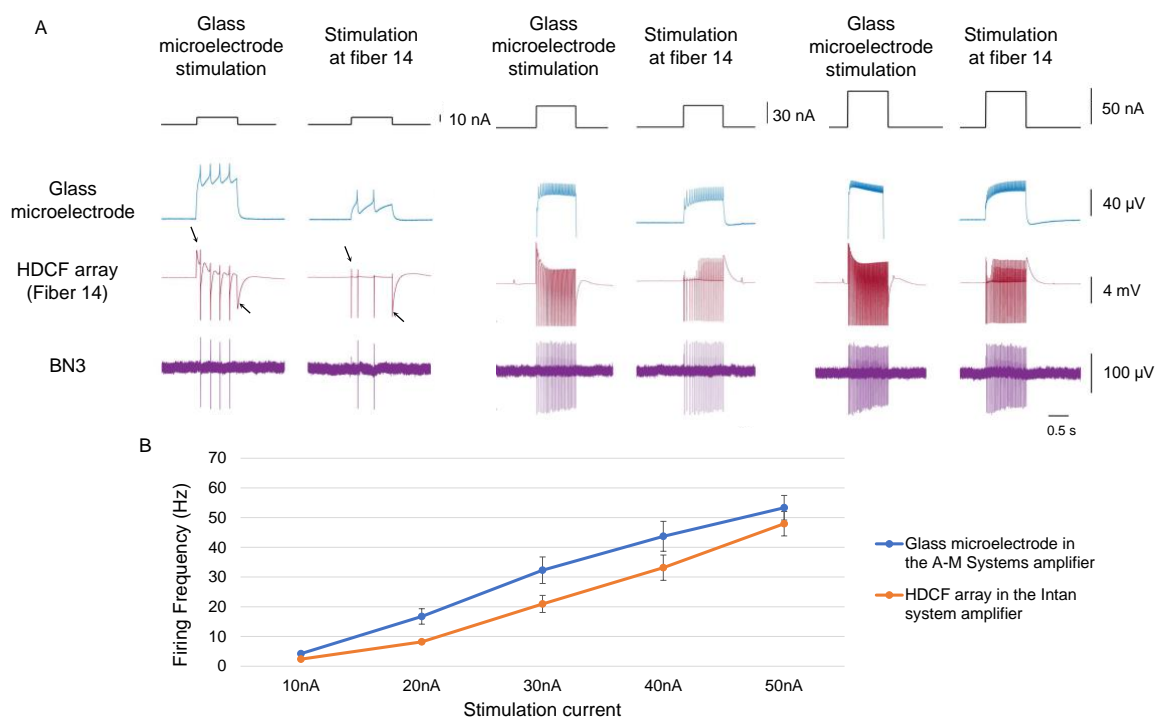 A
Glass
microelectrode
stimulation
Stimulation
at fiber 14
Glass
microelectrode
stimulation
Stimulation
at fiber 14
Glass
microelectrode
stimulation
Stimulation
at fiber 14
10 nA
30 nA
50 nA
Glass
microelectrode
40 µV
HDCF array
(Fiber 14)
4 mV
BN3
100 µV
0.5 s
B
Firing Frequency (Hz)
70
60
50
40
30
20
10
0
10nA
20nA
30nA
40nA
50nA
Stimulation current
Glass microelectrode in
the A-M Systems amplifier
HDCF array in the Intan
system amplifier